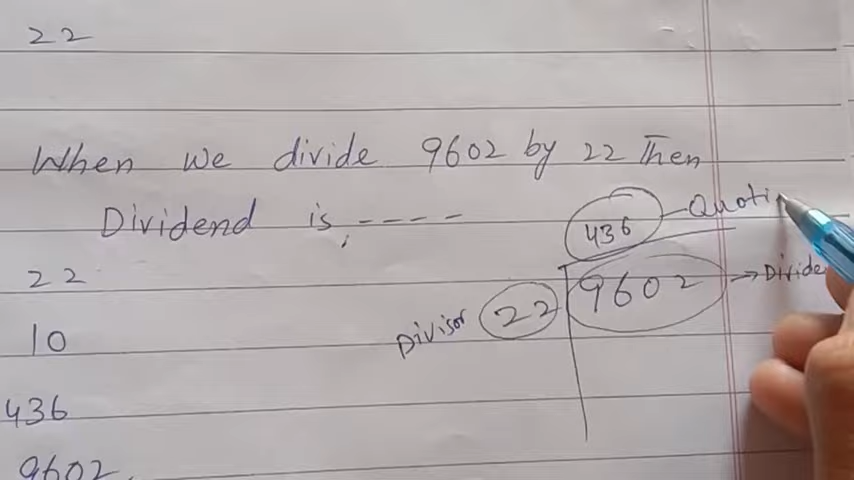 22
When we divide 9602 by 22 Then
Dividend is, ----
22
10
436
9602.
436 - Quoti
Divisor 22 9602 → Divide